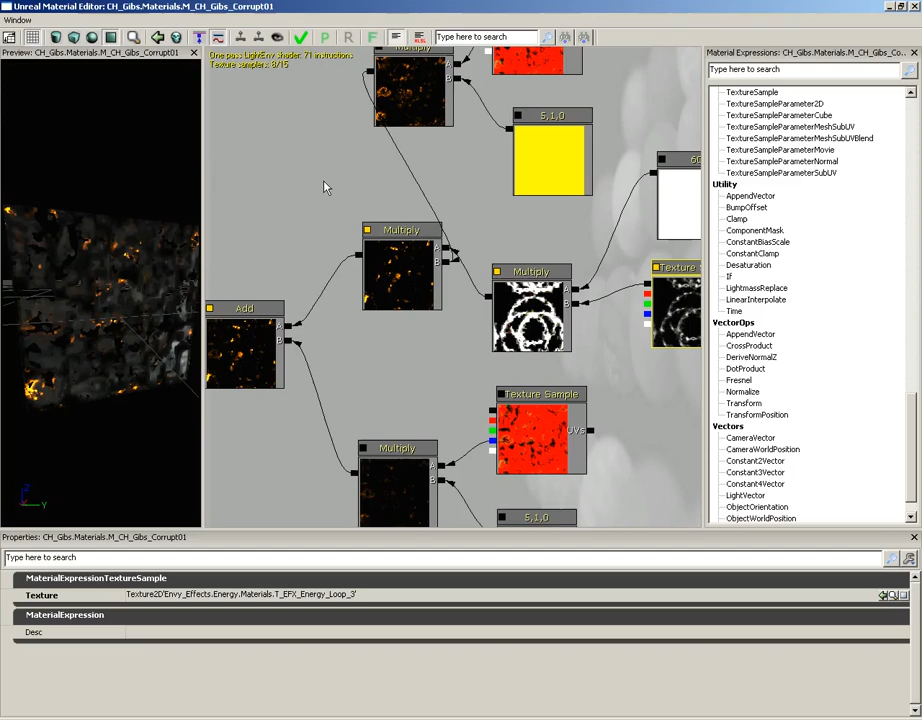 Unreal Material Editor: CH_Gibs.Materials.M_CH_Gibs_Corrupt01
Window
Type here to search
Preview: CH_Gibs.Materials.M_CH_Gibs_Corrupt01
Material Expressions: CH_Gibs.Materials.M_CH_Gibs_Co...
Type here to search
One pass LightEnv shader: 71 instructions
Texture samplers: 8/15
Multiply
A
B
5,1,0
60
Multiply
A
B
Multiply
A
B
Texture S
Add
A
B
Texture Sample
UVs
Multiply
A
B
5,1,0
TextureSample
TextureSampleParameter2D
TextureSampleParameterCube
TextureSampleParameterMeshSubUV
TextureSampleParameterMeshSubUVBlend
TextureSampleParameterMovie
TextureSampleParameterNormal
TextureSampleParameterSubUV
Utility
AppendVector
BumpOffset
Clamp
ComponentMask
ConstantBiasScale
ConstantClamp
Desaturation
If
LightmassReplace
LinearInterpolate
Time
VectorOps
AppendVector
CrossProduct
DeriveNormalZ
DotProduct
Fresnel
Normalize
Transform
TransformPosition
Vectors
CameraVector
CameraWorldPosition
Constant2Vector
Constant3Vector
Constant4Vector
LightVector
ObjectOrientation
ObjectWorldPosition
Z
Y
Properties: CH_Gibs.Materials.M_CH_Gibs_Corrupt01
Type here to search
MaterialExpressionTextureSample
Texture
Texture2D'Envy_Effects.Energy.Materials.T_EFX_Energy_Loop_3'
MaterialExpression
Desc